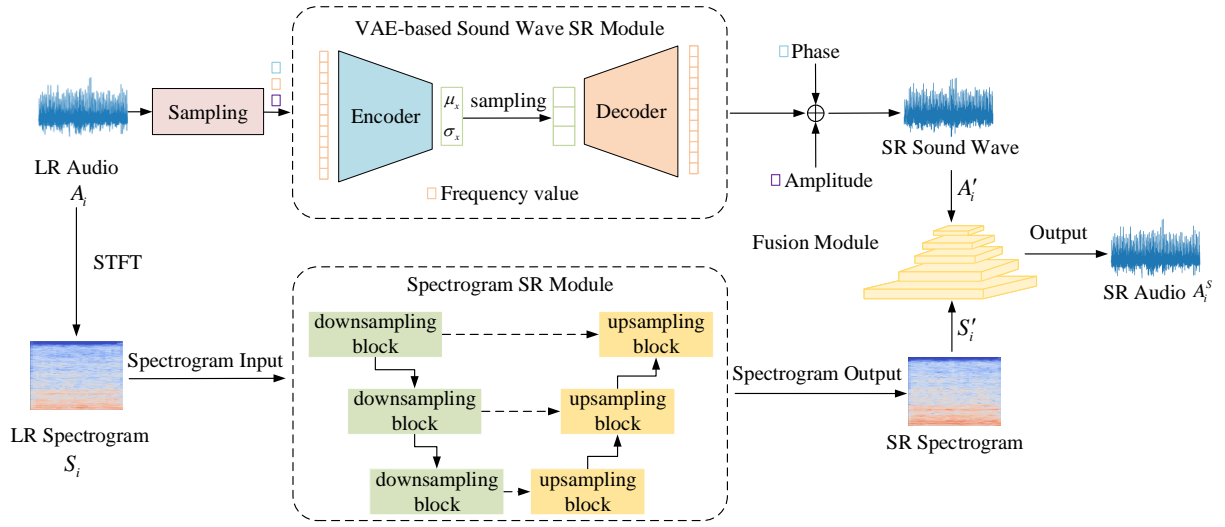 VAE-based Sound Wave SR Module
Phase
Sampling
Encoder
μₓ
σₓ
sampling
Decoder
Frequency value
Amplitude
LR Audio
Aᵢ
SR Sound Wave
A′ᵢ
STFT
Fusion Module
Output
SR Audio Aᵢˢ
S′ᵢ
Spectrogram SR Module
downsampling
block
upsampling
block
Spectrogram Input
downsampling
block
upsampling
block
Spectrogram Output
downsampling
block
upsampling
block
LR Spectrogram
Sᵢ
SR Spectrogram